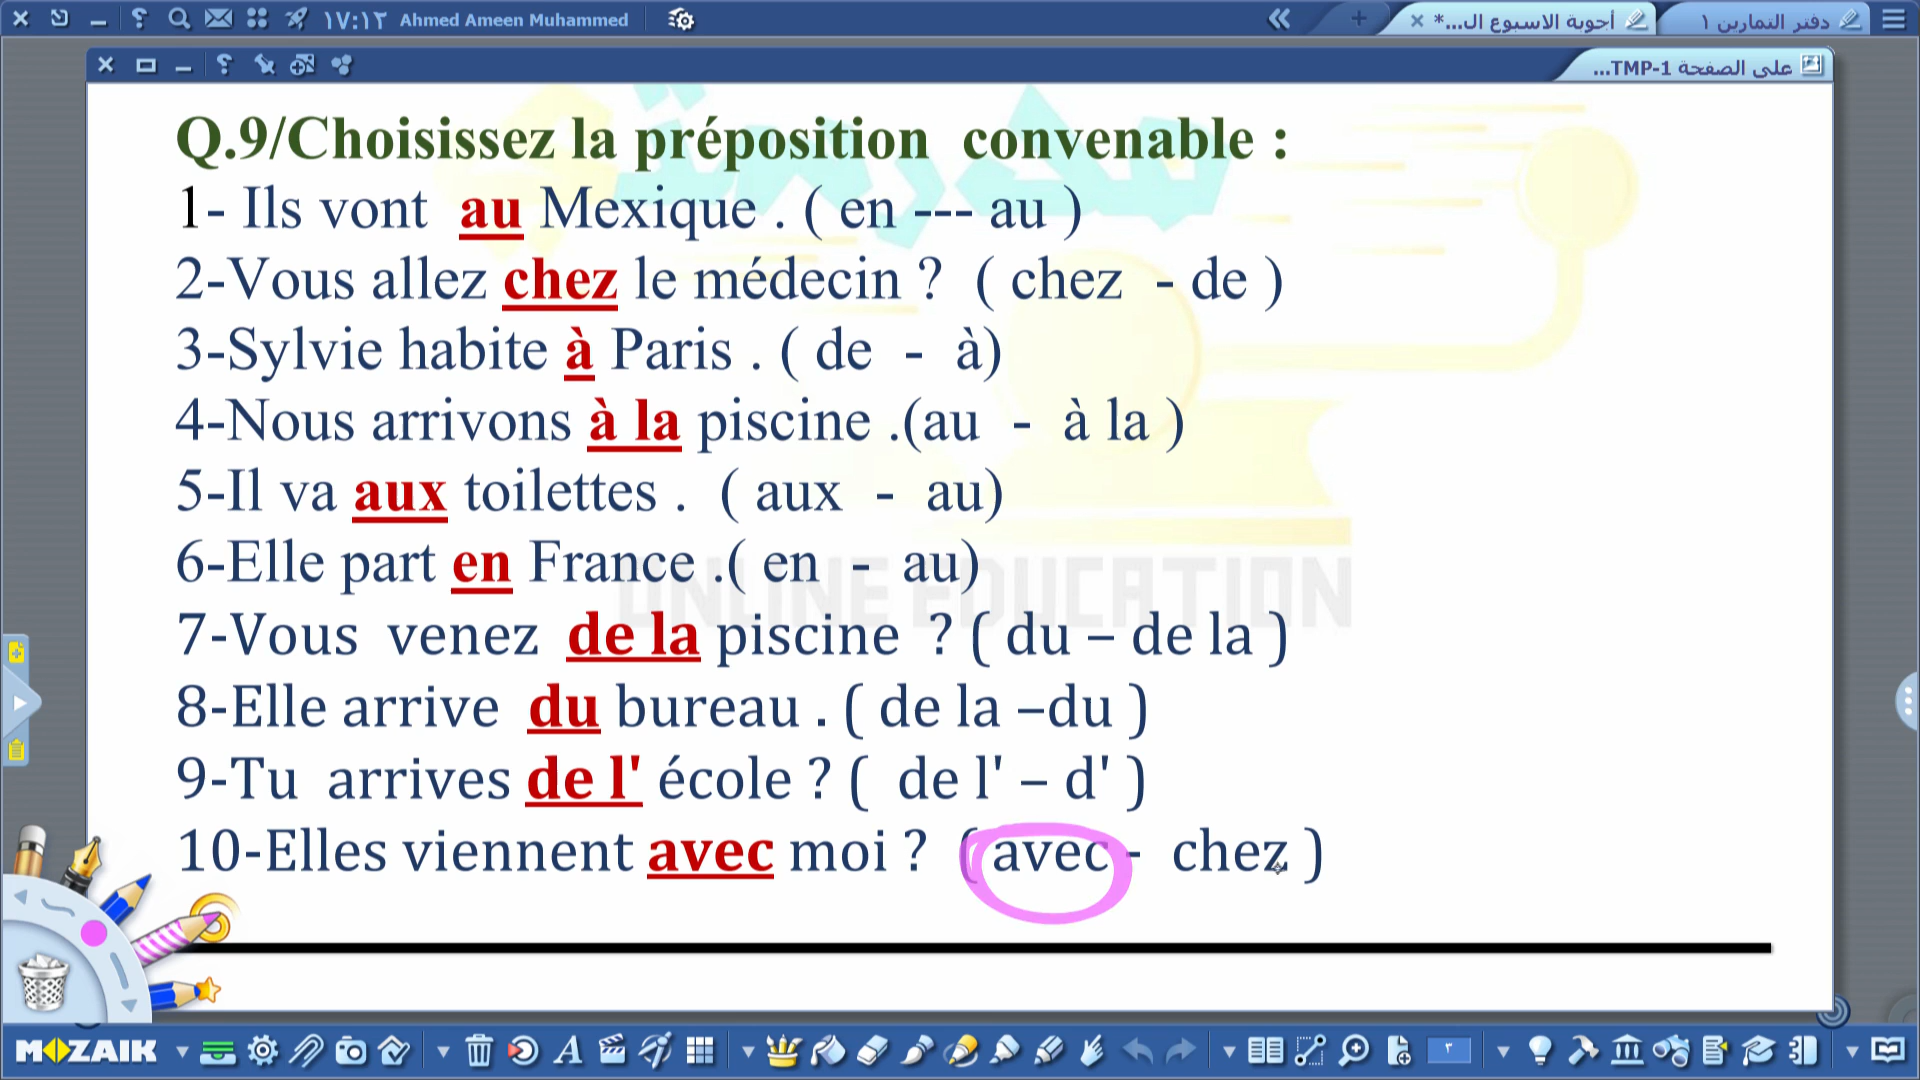 ١٧:١٢ Ahmed Ameen Muhammed
أجوبة الاسبوع ال...*
دفتر التمارين ١
على الصفحة TMP-1...
Q.9/Choisissez la préposition convenable :
1- Ils vont au Mexique . ( en --- au )
2-Vous allez chez le médecin ? ( chez - de )
3-Sylvie habite à Paris . ( de - à)
4-Nous arrivons à la piscine .(au - à la )
5-Il va aux toilettes . ( aux - au)
6-Elle part en France .( en - au)
7-Vous venez de la piscine ? ( du – de la )
8-Elle arrive du bureau . ( de la –du )
9-Tu arrives de l' école ? ( de l' – d' )
10-Elles viennent avec moi ? ( avec - chez )
ONLINE EDUCATION
MOZAIK
٣